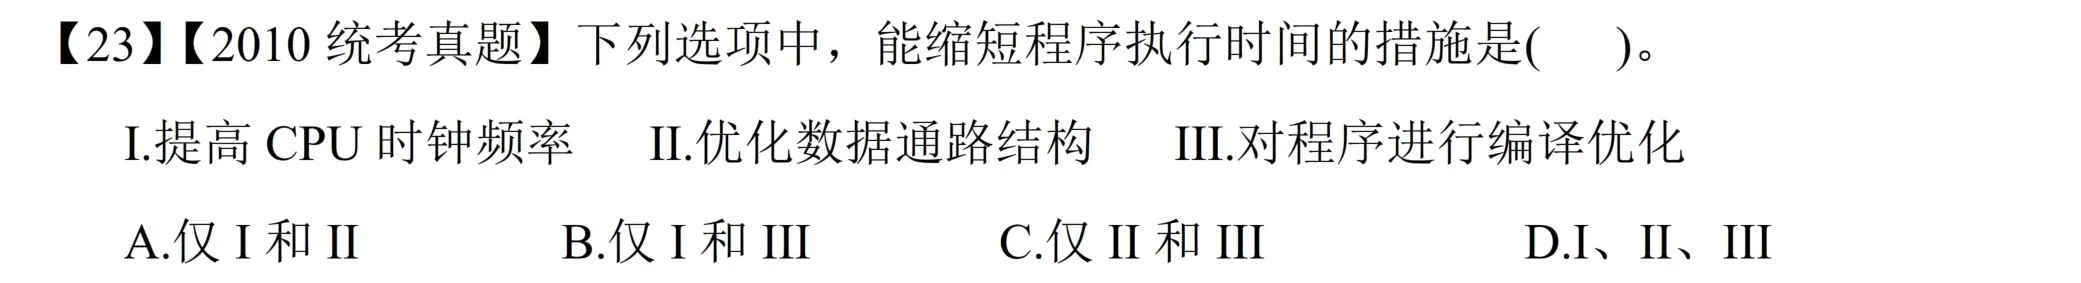 【23】【2010 统考真题】下列选项中，能缩短程序执行时间的措施是(    )。
I.提高 CPU 时钟频率    II.优化数据通路结构    III.对程序进行编译优化
A.仅 I 和 II    B.仅 I 和 III    C.仅 II 和 III    D.I、II、III